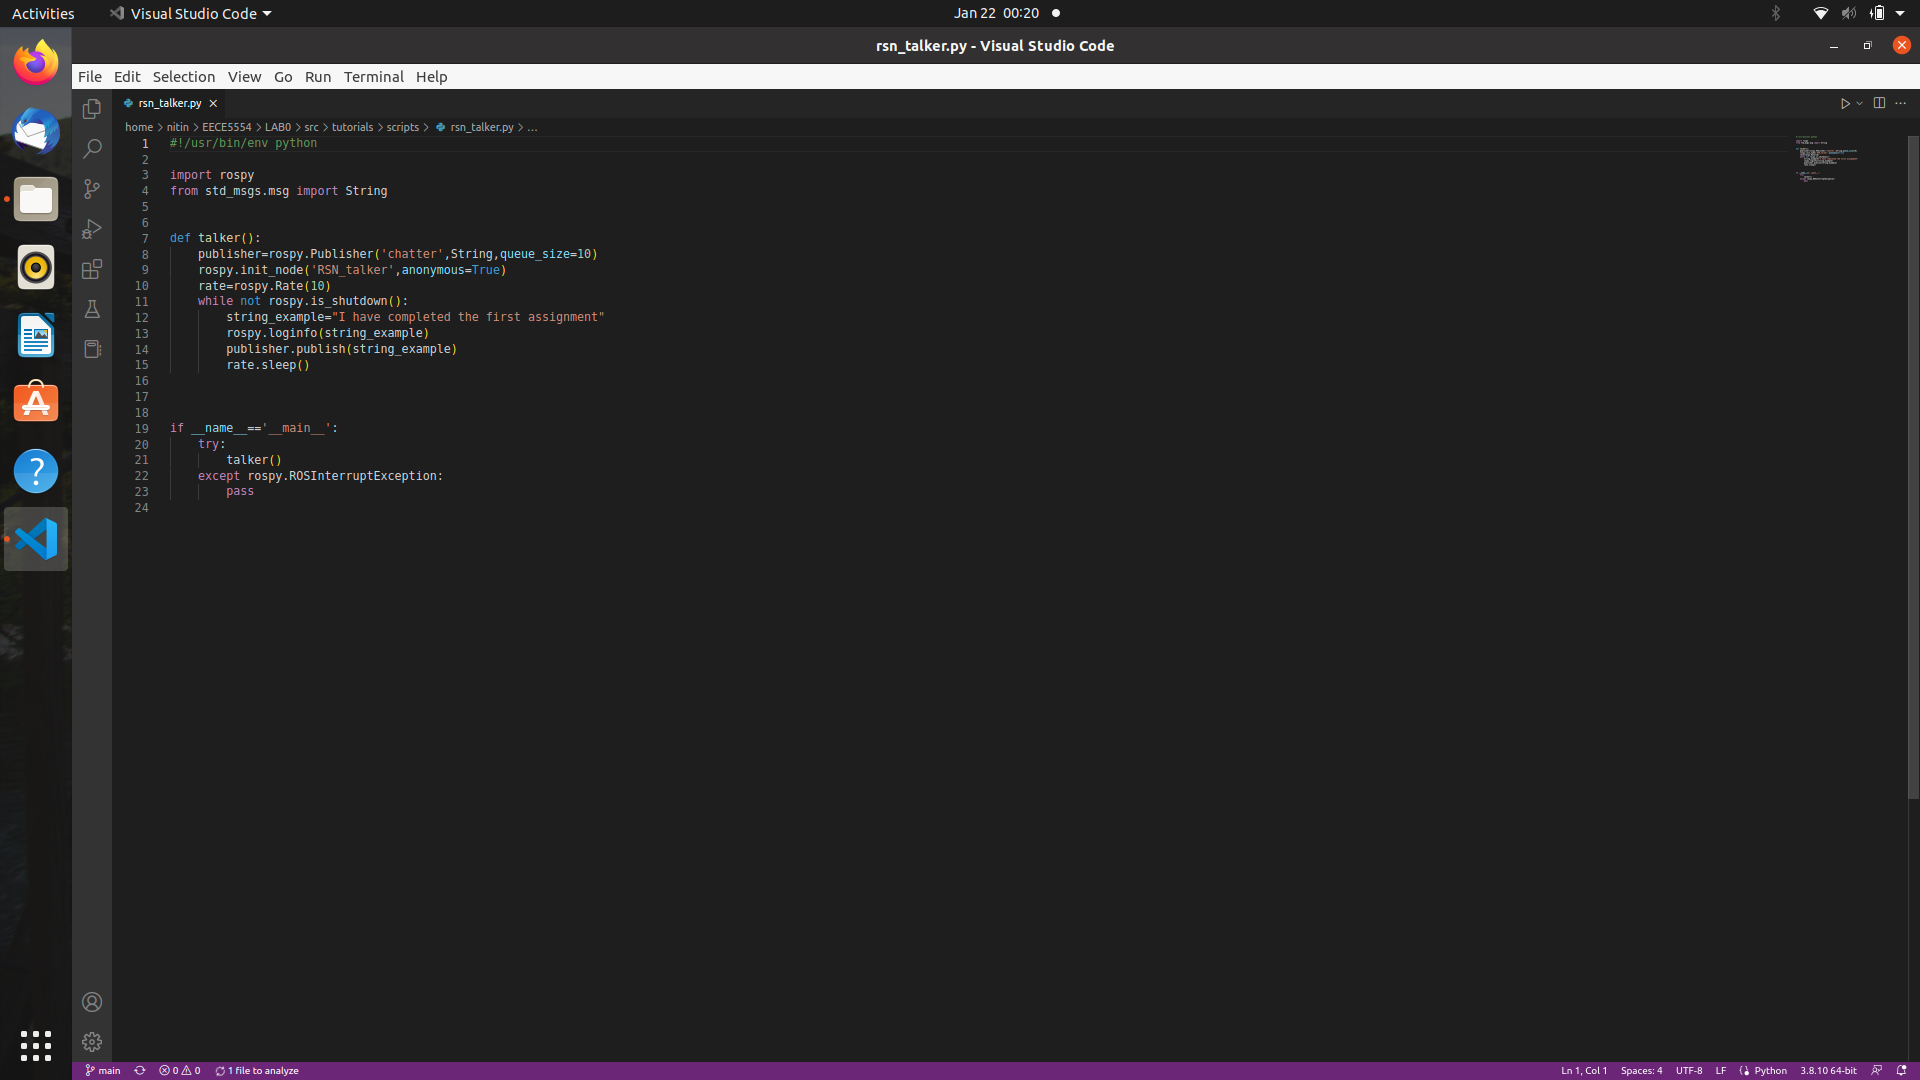 Activities Visual Studio Code Jan 22 00:20
rsn_talker.py - Visual Studio Code
File Edit Selection View Go Run Terminal Help
rsn_talker.py
home > nitin > EECE5554 > LAB0 > src > tutorials > scripts > rsn_talker.py > ...
1 #!/usr/bin/env python
2
3 import rospy
4 from std_msgs.msg import String
5
6
7 def talker():
8 publisher=rospy.Publisher('chatter',String,queue_size=10)
9 rospy.init_node('RSN_talker',anonymous=True)
10 rate=rospy.Rate(10)
11 while not rospy.is_shutdown():
12 string_example="I have completed the first assignment"
13 rospy.loginfo(string_example)
14 publisher.publish(string_example)
15 rate.sleep()
16
17
18
19 if __name__=='__main__':
20 try:
21 talker()
22 except rospy.ROSInterruptException:
23 pass
24
main 0 0 1 file to analyze Ln 1, Col 1 Spaces: 4 UTF-8 LF Python 3.8.10 64-bit